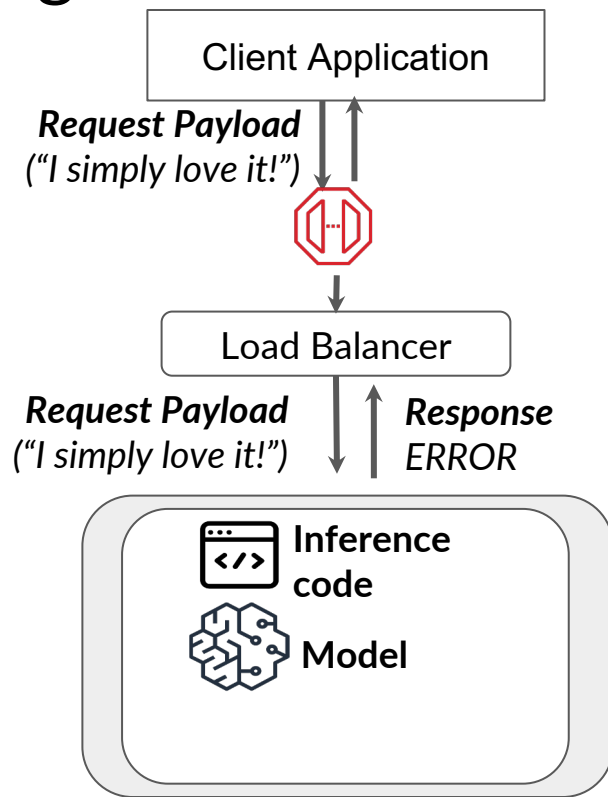 Client Application
Request Payload
(“I simply love it!”)
Load Balancer
Request Payload
(“I simply love it!”)
Response
ERROR
Inference
code
Model